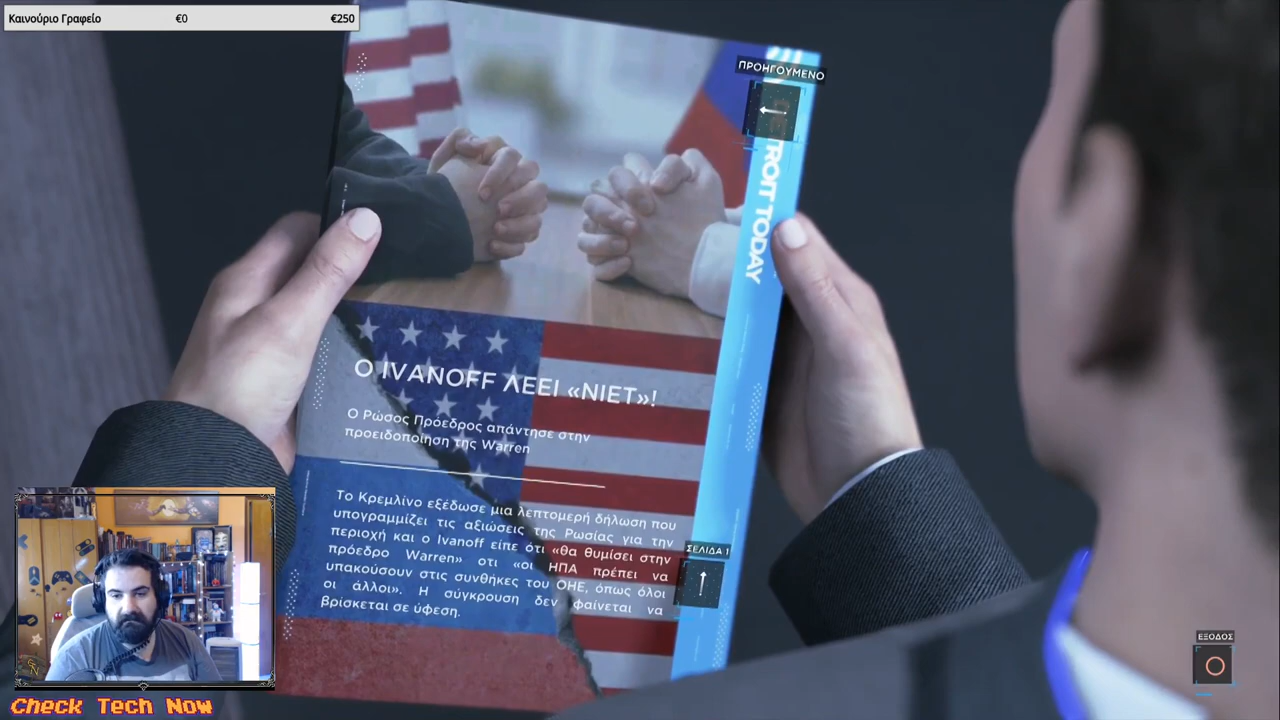 Καινούριο Γραφείο €0 €250
ΠΡΟΗΓΟΥΜΕΝΟ
TROIT TODAY
Ο IVANOFF ΛΕΕΙ «ΝΙΕΤ»!
Ο Ρώσος Πρόεδρος απάντησε στην
προειδοποίηση της Warren
Το Κρεμλίνο εξέδωσε μια λεπτομερή δήλωση που
υπογραμμίζει τις αξιώσεις της Ρωσίας για την
περιοχή και ο Ivanoff είπε ότι «θα θυμίσει στην
πρόεδρο Warren» οτι «οι ΗΠΑ πρέπει να
υπακούσουν στις συνθήκες του ΟΗΕ, όπως όλοι
οι άλλοι». Η σύγκρουση δεν φαίνεται να
βρίσκεται σε ύφεση.
ΣΕΛΙΔΑ 1
ΕΞΟΔΟΣ
Check Tech Now